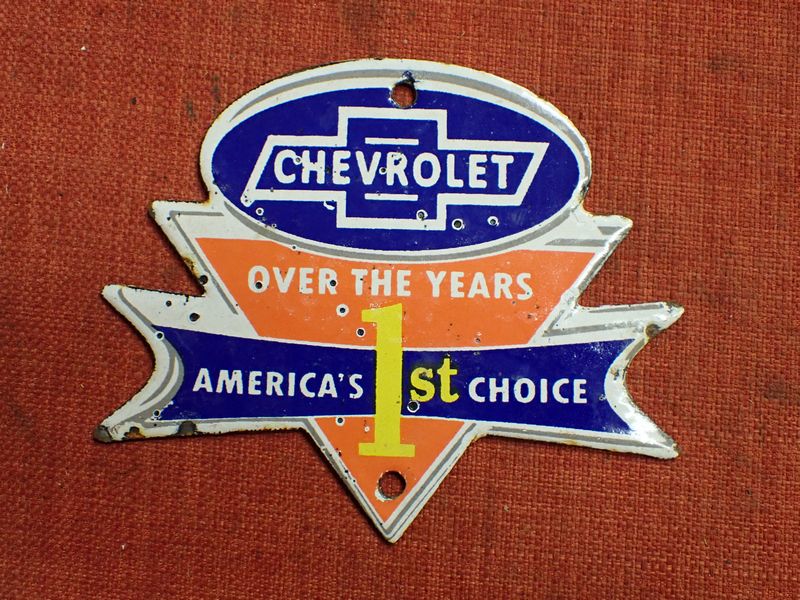 CHEVROLET
OVER THE YEARS
AMERICA'S 1st CHOICE